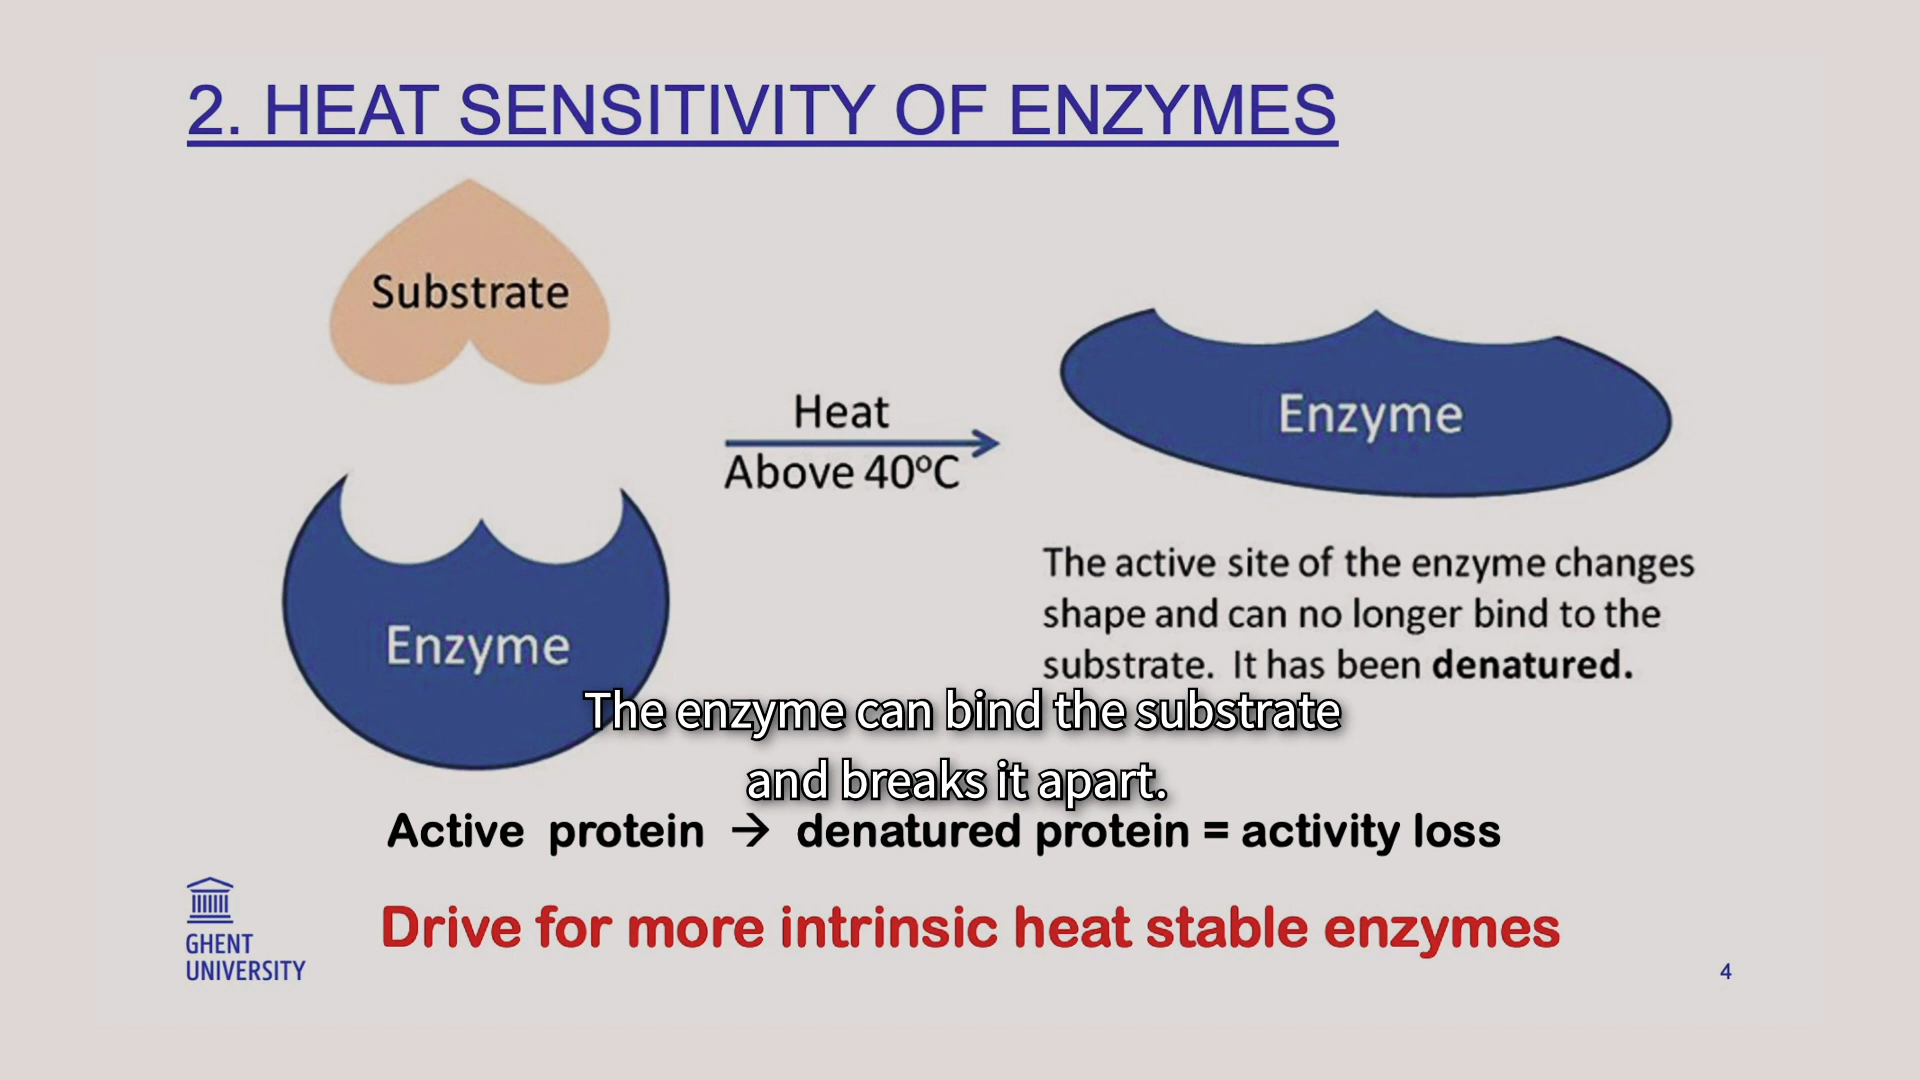 2. HEAT SENSITIVITY OF ENZYMES
Substrate
Enzyme
Heat
Above 40ºC
Enzyme
The active site of the enzyme changes
shape and can no longer bind to the
substrate. It has been denatured.
The enzyme can bind the substrate
and breaks it apart.
Active protein → denatured protein = activity loss
Drive for more intrinsic heat stable enzymes
GHENT
UNIVERSITY
4